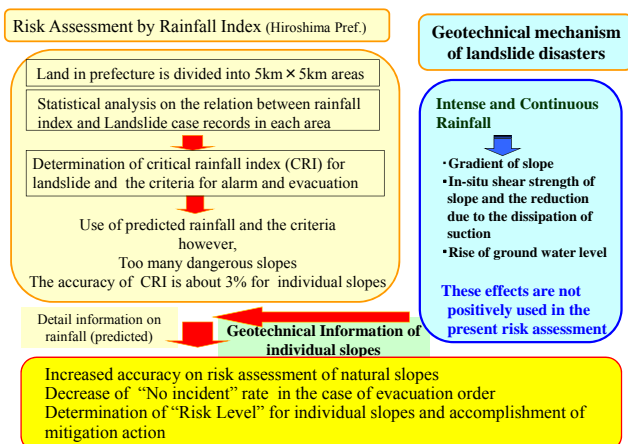 Risk Assessment by Rainfall Index (Hiroshima Pref.)
Land in prefecture is divided into 5km×5km areas
Statistical analysis on the relation between rainfall
index and Landslide case records in each area
Determination of critical rainfall index (CRI) for
landslide and the criteria for alarm and evacuation
Use of predicted rainfall and the criteria
however,
Too many dangerous slopes
The accuracy of CRI is about 3% for individual slopes
Geotechnical mechanism
of landslide disasters
Intense and Continuous
Rainfall
・Gradient of slope
・In-situ shear strength of
slope and the reduction
due to the dissipation of
suction
・Rise of ground water level
These effects are not
positively used in the
present risk assessment
Detail information on
rainfall (predicted)
Geotechnical Information of
individual slopes
Increased accuracy on risk assessment of natural slopes
Decrease of “No incident” rate in the case of evacuation order
Determination of “Risk Level” for individual slopes and accomplishment of
mitigation action